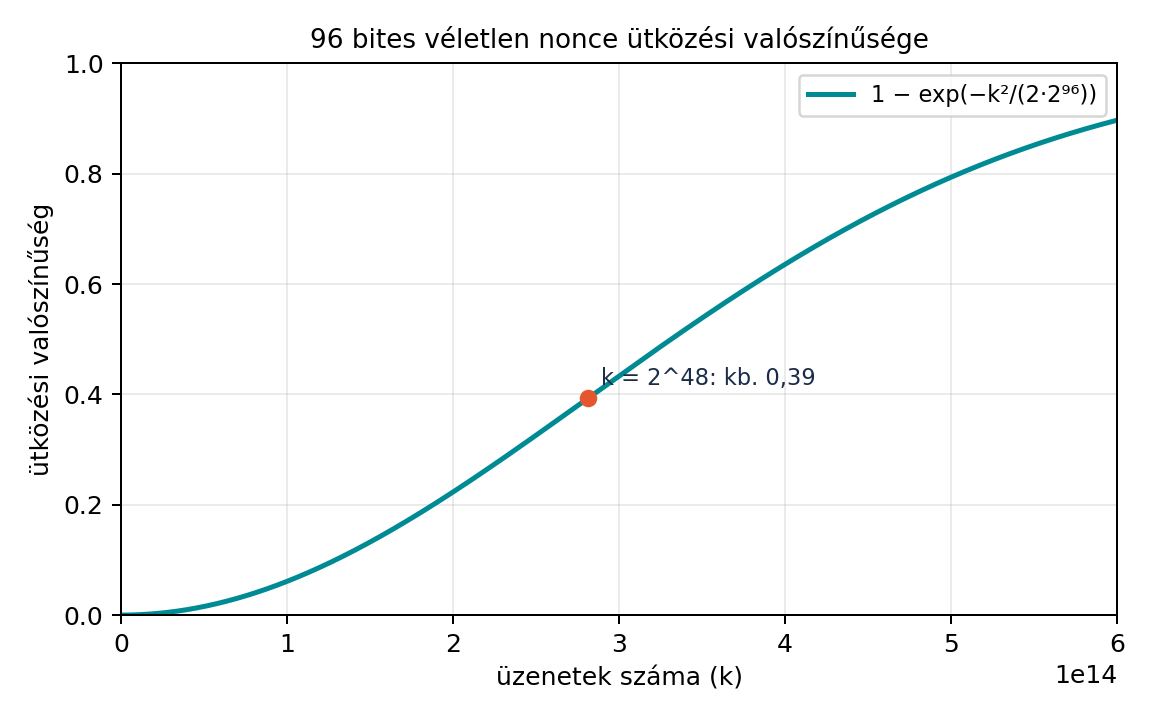 96 bites véletlen nonce ütközési valószínűsége
1 − exp(−k²/(2·2⁹⁶))
ütközési valószínűség
1.0
0.8
0.6
0.4
0.2
0.0
k = 2^48: kb. 0,39
0 1 2 3 4 5 6
1e14
üzenetek száma (k)